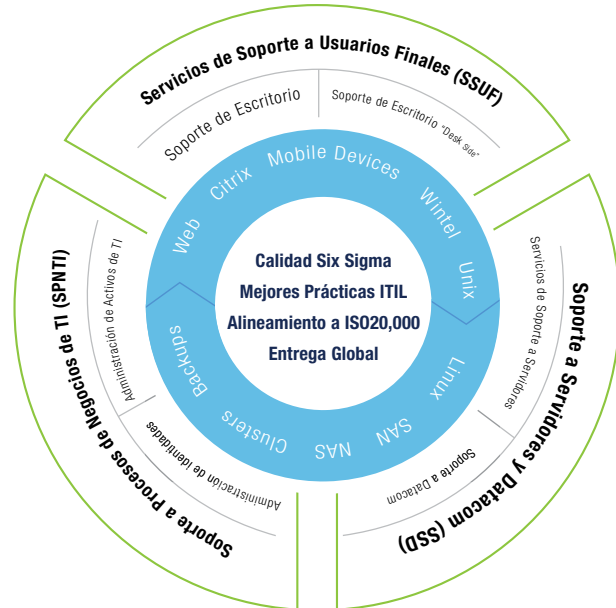 Servicios de Soporte a Usuarios Finales (SSUF)
Soporte de Escritorio
Soporte de Escritorio "Desk Side"
Web
Citrix
Mobile Devices
Wintel
Unix
Linux
SAN
NAS
Clusters
Backups
Calidad Six Sigma
Mejores Prácticas ITIL
Alineamiento a ISO20,000
Entrega Global
Soporte a Servidores y Datacom (SSD)
Servicios de Soporte a Servidores
Soporte a Datacom
Soporte a Procesos de Negocios de TI (SPNTI)
Administración de Activos de TI
Administración de Identidades